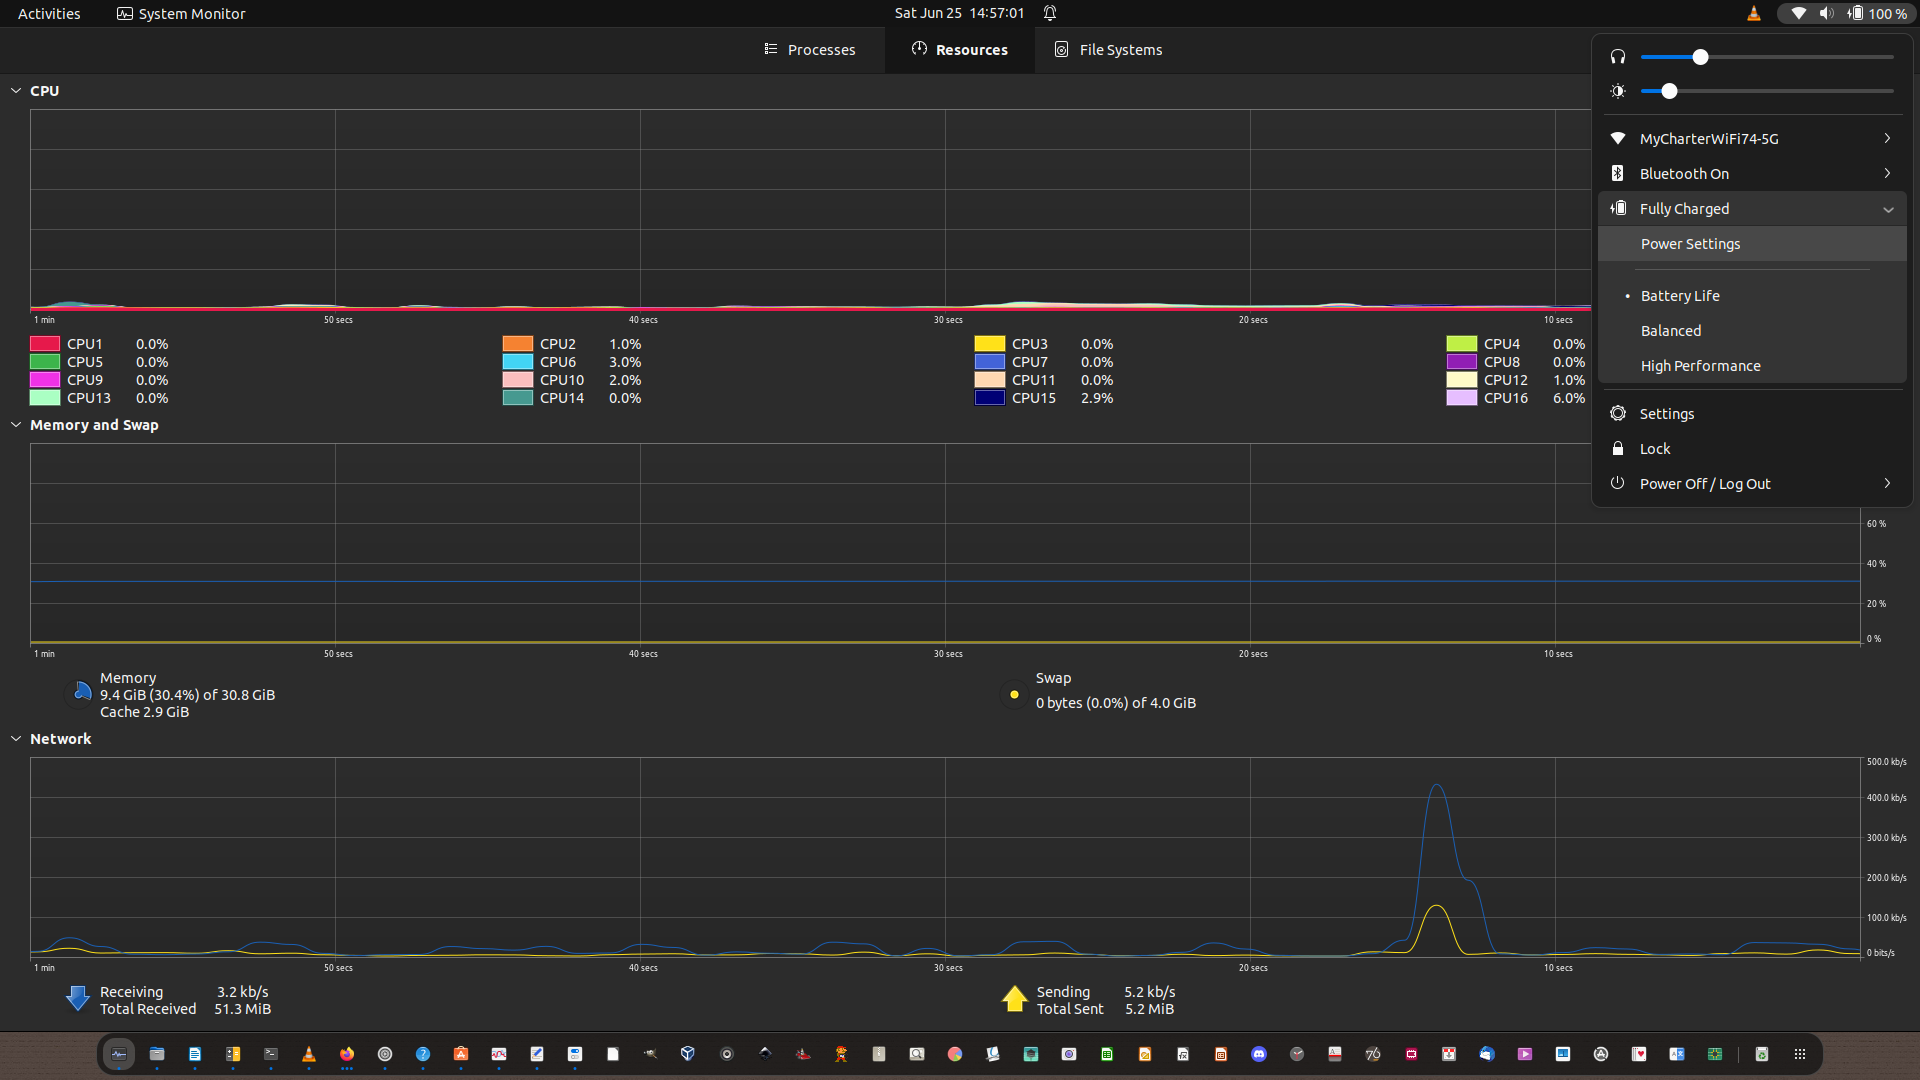 Activities System Monitor Sat Jun 25 14:57:01 100 %
Processes Resources File Systems
CPU
1 min 50 secs 40 secs 30 secs 20 secs 10 secs
CPU1 0.0% CPU2 1.0% CPU3 0.0% CPU4 0.0%
CPU5 0.0% CPU6 3.0% CPU7 0.0% CPU8 0.0%
CPU9 0.0% CPU10 2.0% CPU11 0.0% CPU12 1.0%
CPU13 0.0% CPU14 0.0% CPU15 2.9% CPU16 6.0%
MyCharterWiFi74-5G
Bluetooth On
Fully Charged
Power Settings
Battery Life
Balanced
High Performance
Settings
Lock
Power Off / Log Out
Memory and Swap
60 %
40 %
20 %
0 %
1 min 50 secs 40 secs 30 secs 20 secs 10 secs
Memory
9.4 GiB (30.4%) of 30.8 GiB
Cache 2.9 GiB
Swap
0 bytes (0.0%) of 4.0 GiB
Network
500.0 kb/s
400.0 kb/s
300.0 kb/s
200.0 kb/s
100.0 kb/s
0 bits/s
1 min 50 secs 40 secs 30 secs 20 secs 10 secs
Receiving 3.2 kb/s
Total Received 51.3 MiB
Sending 5.2 kb/s
Total Sent 5.2 MiB